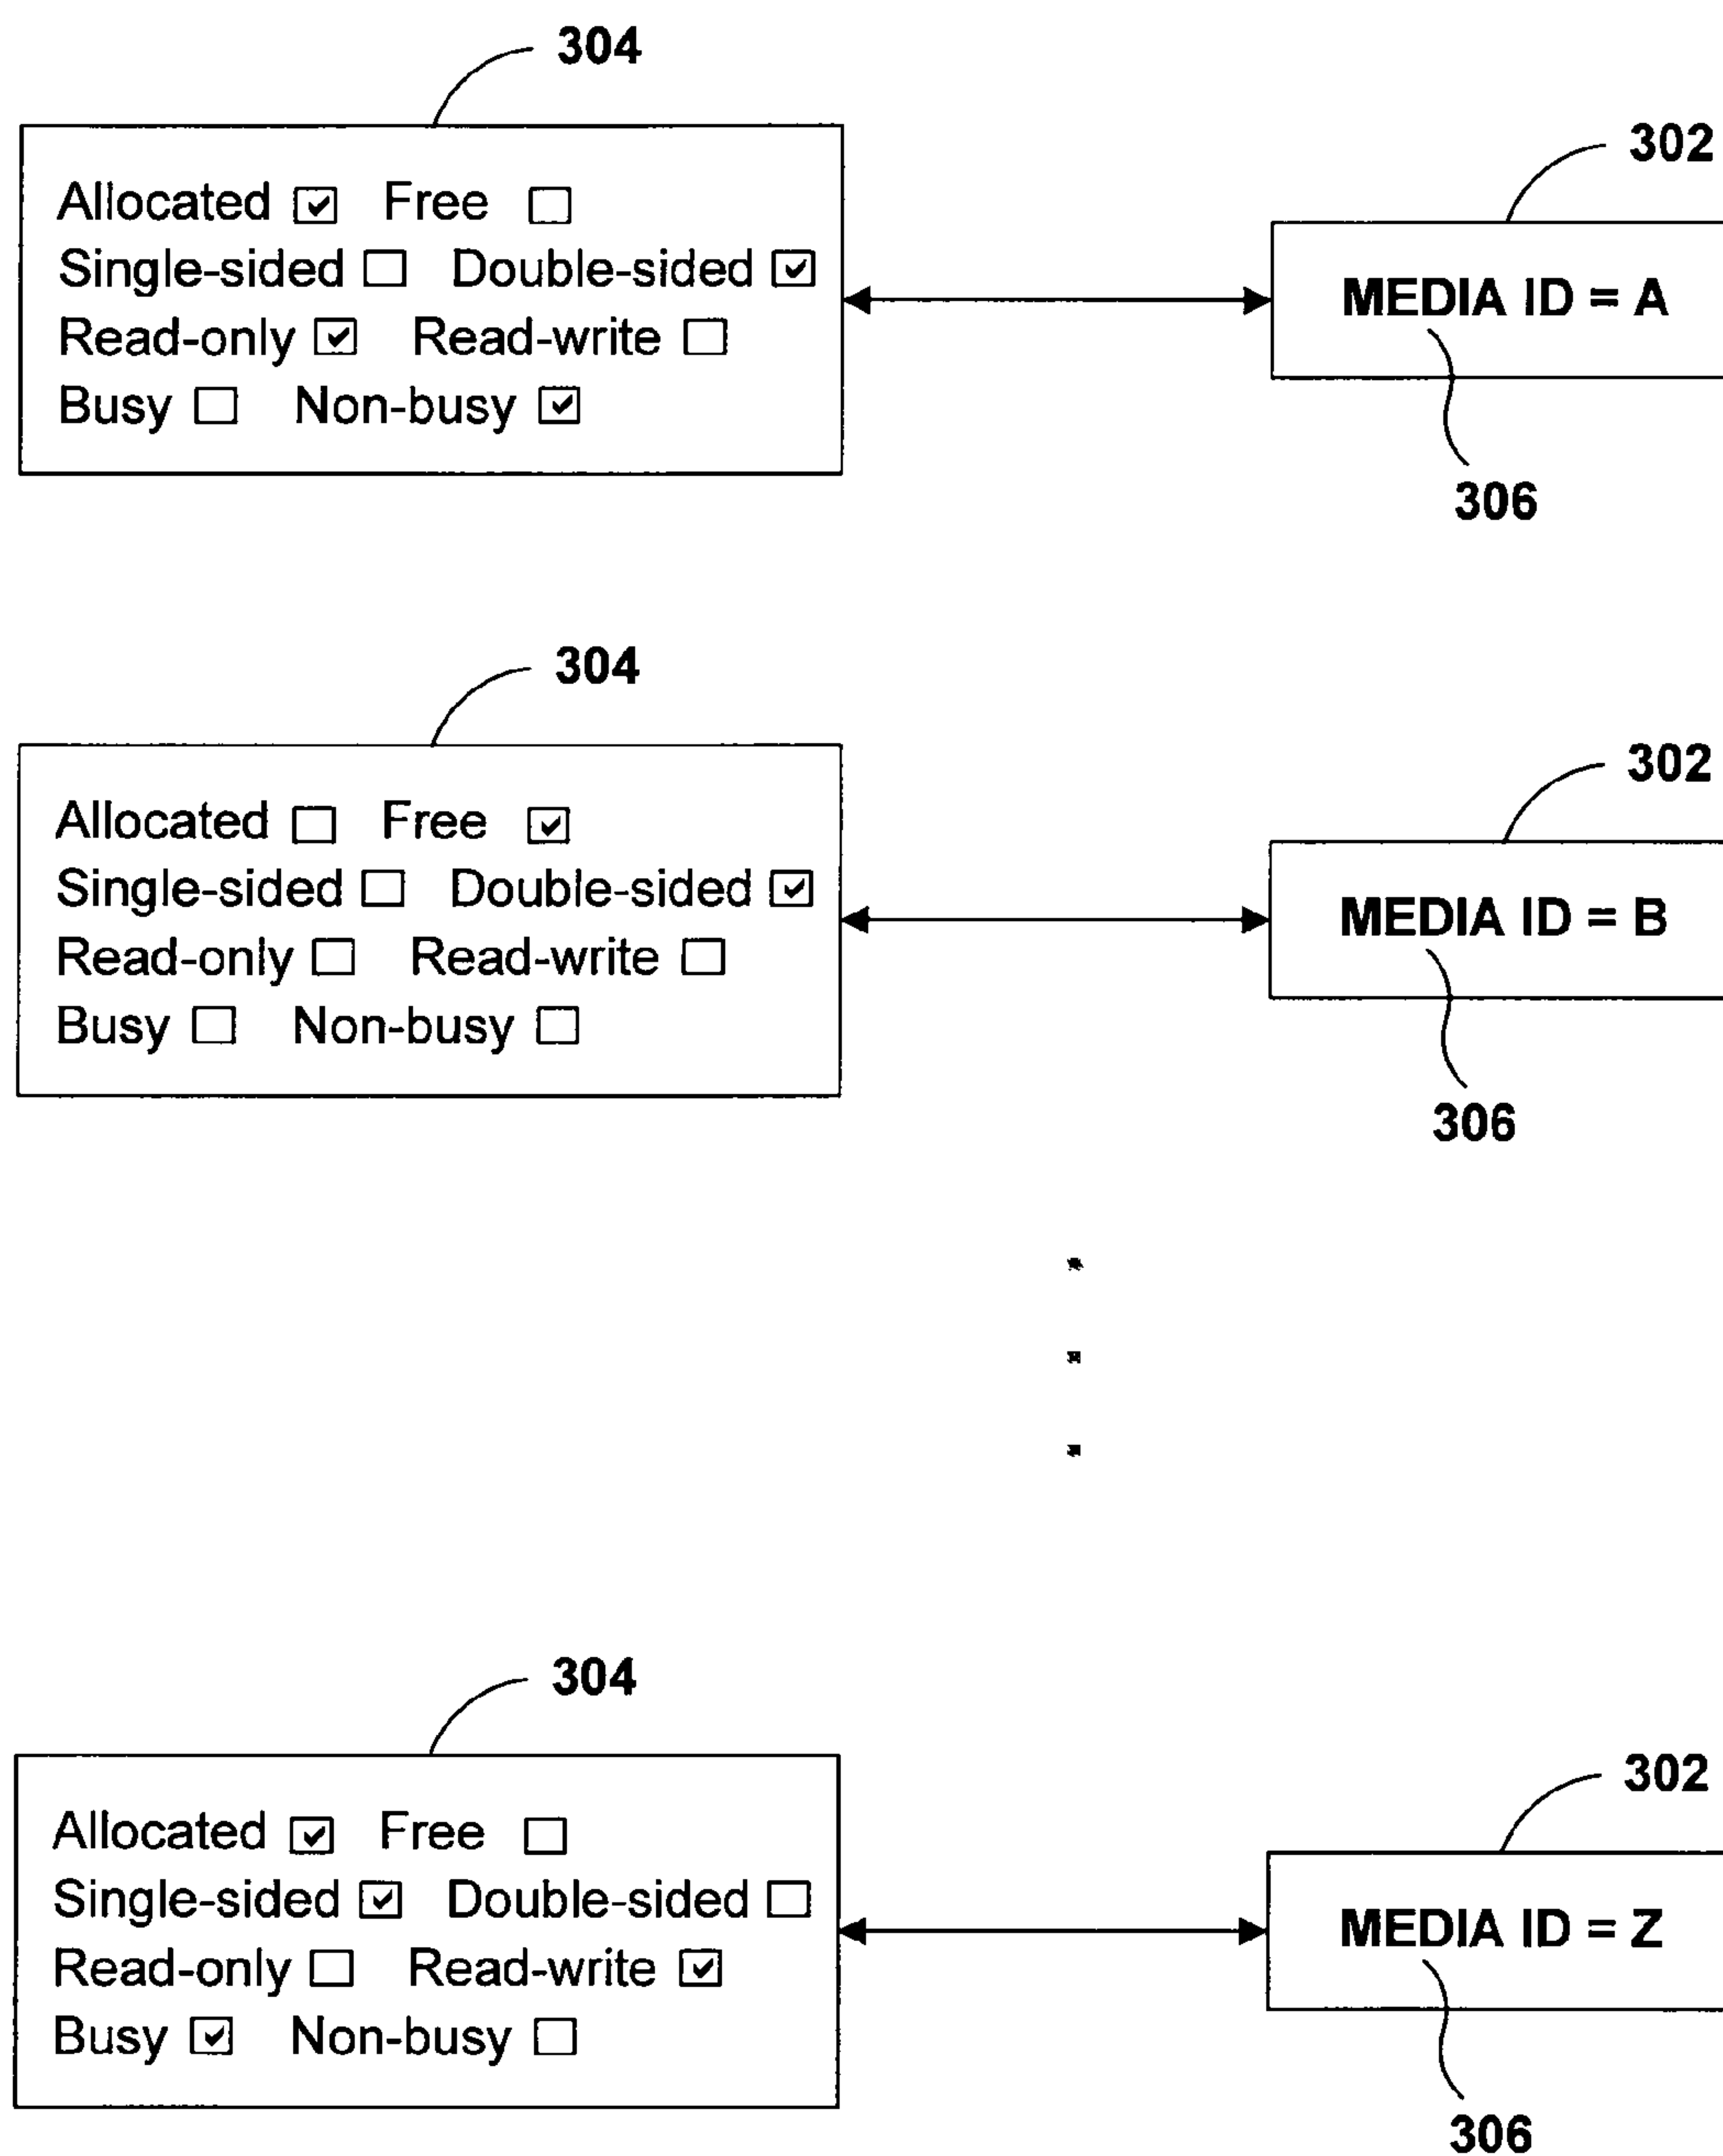 304
302
Allocated ☑ Free ☐
Single-sided ☐ Double-sided ☑
Read-only ☑ Read-write ☐
Busy ☐ Non-busy ☑
MEDIA ID = A
306
304
302
Allocated ☐ Free ☑
Single-sided ☐ Double-sided ☑
Read-only ☐ Read-write ☐
Busy ☐ Non-busy ☐
MEDIA ID = B
306
304
302
Allocated ☑ Free ☐
Single-sided ☑ Double-sided ☐
Read-only ☐ Read-write ☑
Busy ☑ Non-busy ☐
MEDIA ID = Z
306